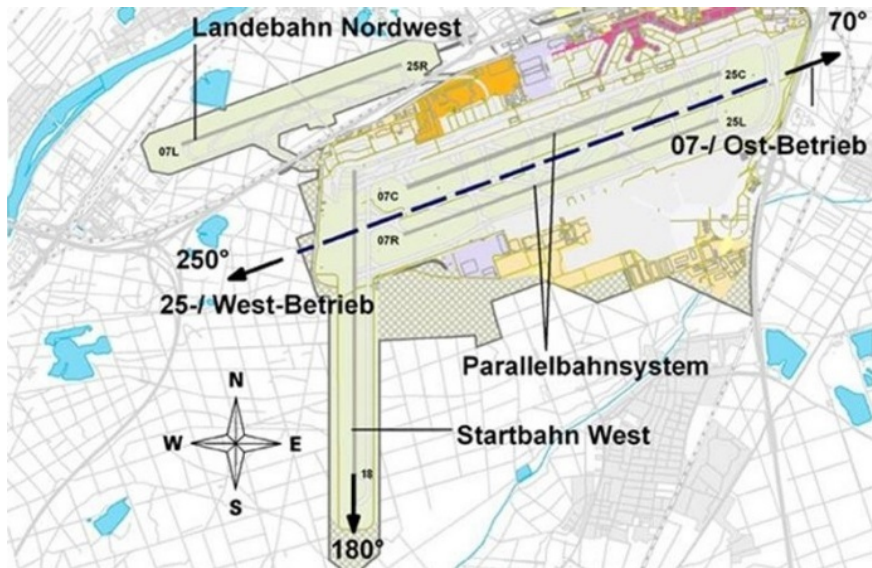 Landebahn Nordwest
70°
25R
25C
07L
25L
07-/ Ost-Betrieb
07C
07R
250°
25-/ West-Betrieb
Parallelbahnsystem
N
W
E
S
Startbahn West
18
180°